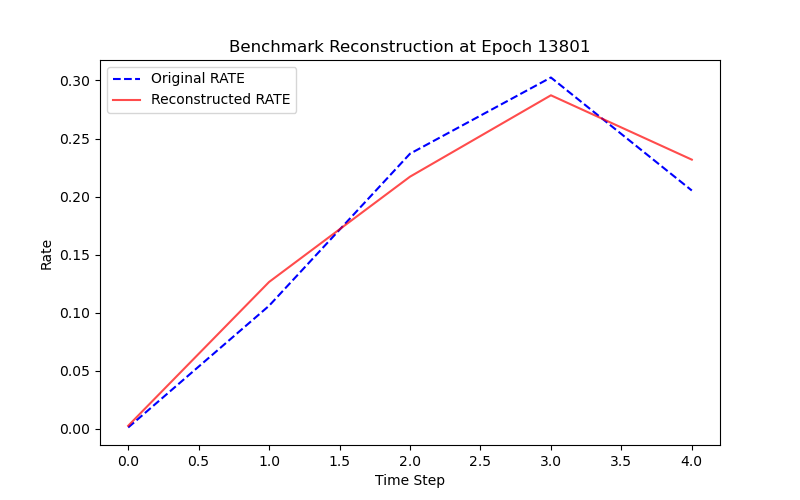 Benchmark Reconstruction at Epoch 13801
Original RATE
Reconstructed RATE
0.30
0.25
0.20
0.15
0.10
0.05
0.00
Rate
0.0 0.5 1.0 1.5 2.0 2.5 3.0 3.5 4.0
Time Step